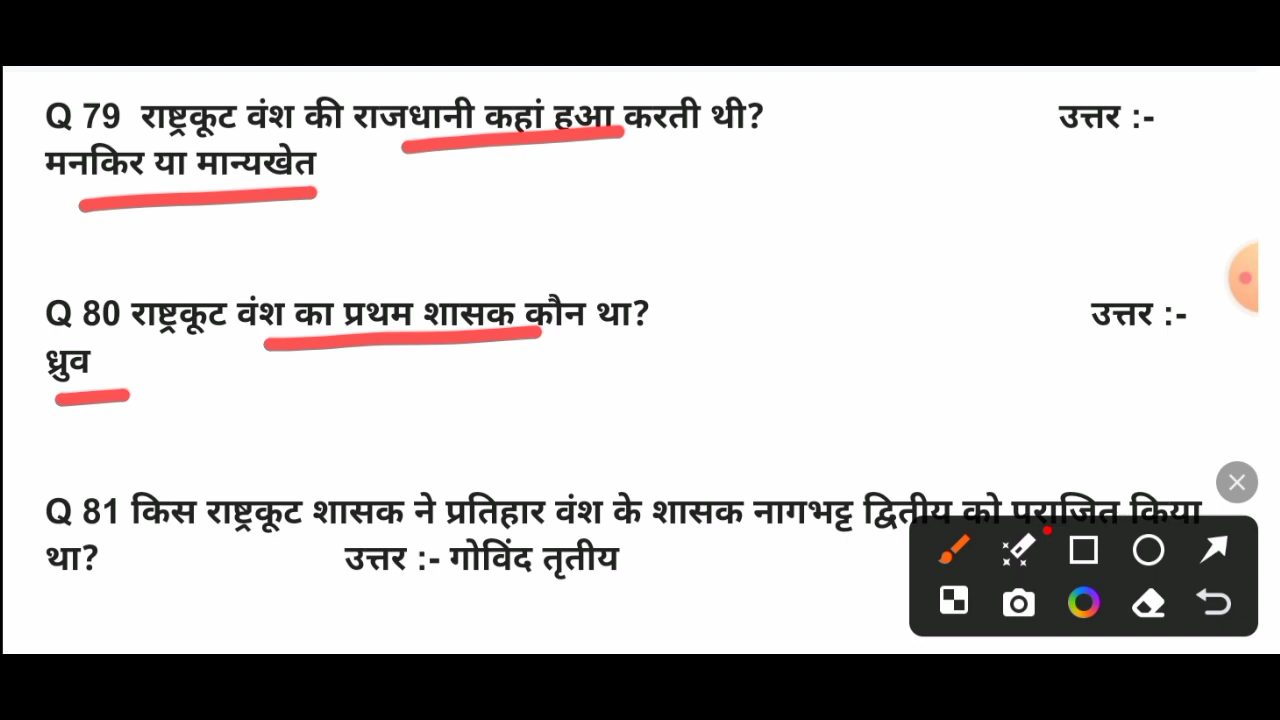 Q 79 राष्ट्रकूट वंश की राजधानी कहां हुआ करती थी? उत्तर :-
मनकिर या मान्यखेत
Q 80 राष्ट्रकूट वंश का प्रथम शासक कौन था? उत्तर :-
ध्रुव
Q 81 किस राष्ट्रकूट शासक ने प्रतिहार वंश के शासक नागभट्ट द्वितीय को पराजित किया
था? उत्तर :- गोविंद तृतीय